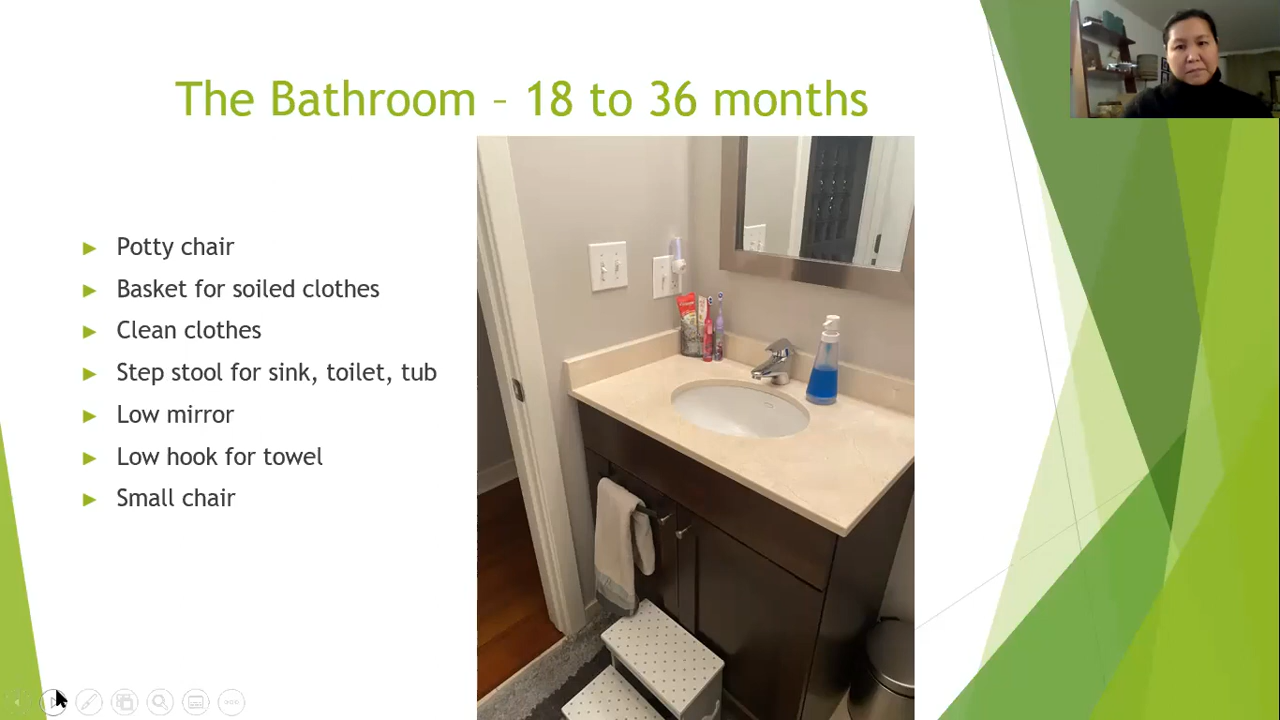 The Bathroom – 18 to 36 months
Potty chair
Basket for soiled clothes
Clean clothes
Step stool for sink, toilet, tub
Low mirror
Low hook for towel
Small chair